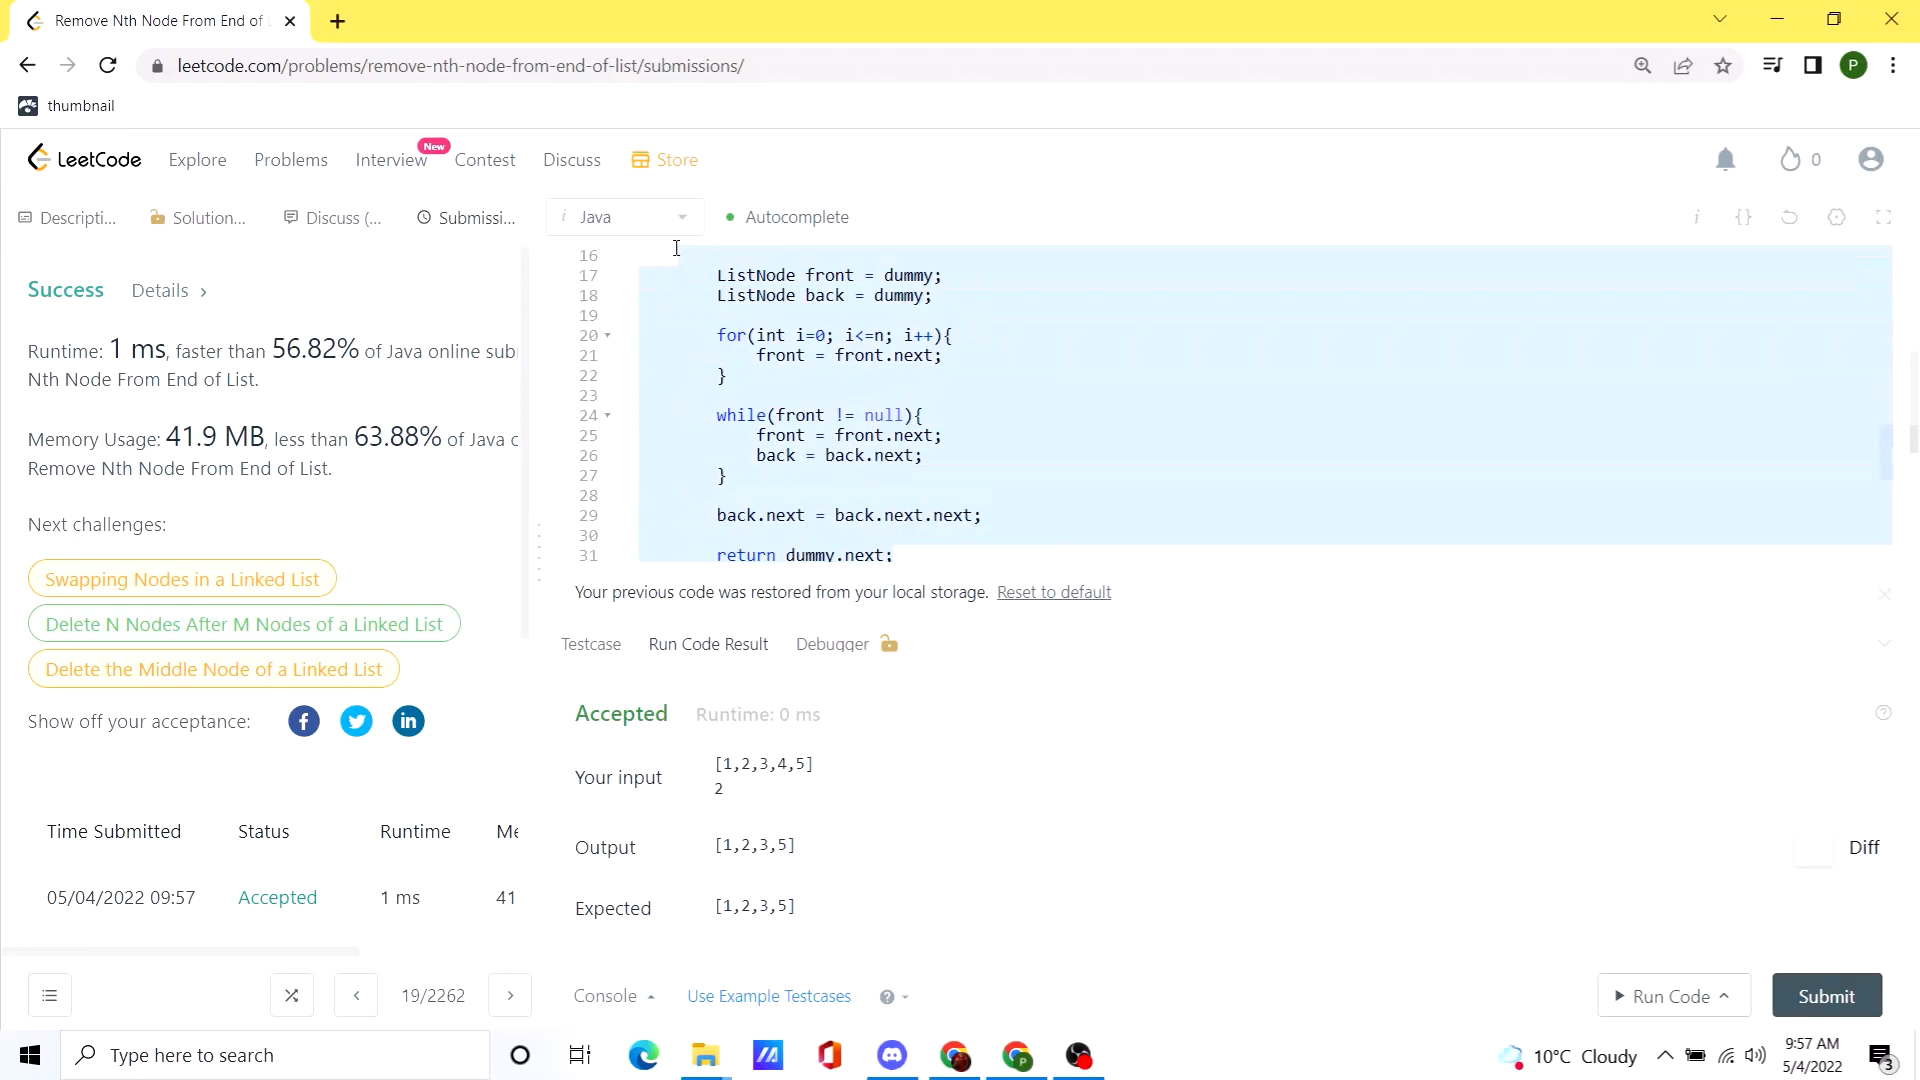 Remove Nth Node From End of L
leetcode.com/problems/remove-nth-node-from-end-of-list/submissions/
P
thumbnail
LeetCode
Explore
Problems
Interview
New
Contest
Discuss
Store
0
Descripti...
Solution...
Discuss (...
Submissi...
i Java
Autocomplete
i {}
Success
Details >
Runtime: 1 ms, faster than 56.82% of Java online sub
Nth Node From End of List.
Memory Usage: 41.9 MB, less than 63.88% of Java
Remove Nth Node From End of List.
Next challenges:
Swapping Nodes in a Linked List
Delete N Nodes After M Nodes of a Linked List
Delete the Middle Node of a Linked List
Show off your acceptance:
Time Submitted Status Runtime Me
05/04/2022 09:57 Accepted 1 ms 41
19/2262
16
17 ListNode front = dummy;
18 ListNode back = dummy;
19
20 for(int i=0; i<=n; i++){
21 front = front.next;
22 }
23
24 while(front != null){
25 front = front.next;
26 back = back.next;
27 }
28
29 back.next = back.next.next;
30
31 return dummy.next;
Your previous code was restored from your local storage. Reset to default
Testcase
Run Code Result
Debugger
Accepted Runtime: 0 ms
Your input
[1,2,3,4,5]
2
Output [1,2,3,5]
Diff
Expected [1,2,3,5]
Console
Use Example Testcases
Run Code
Submit
Type here to search
P
10°C Cloudy
9:57 AM
5/4/2022
3